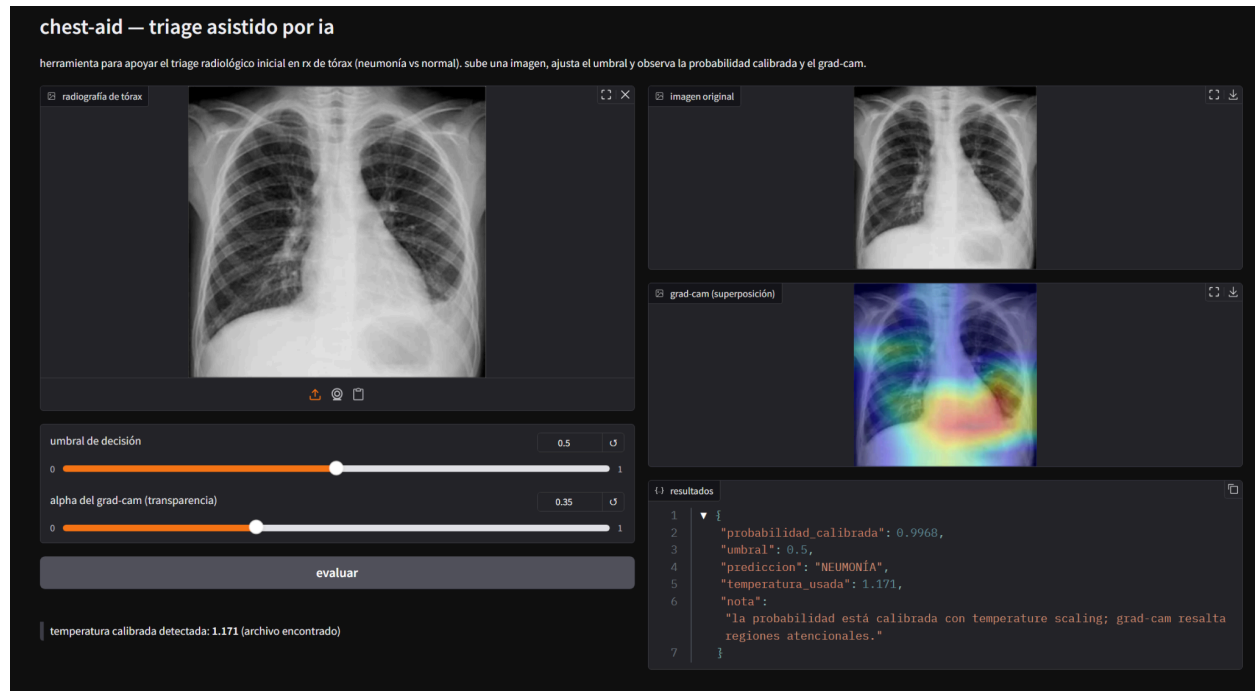 chest-aid — triage asistido por ia
herramienta para apoyar el triage radiológico inicial en rx de tórax (neumonía vs normal). sube una imagen, ajusta el umbral y observa la probabilidad calibrada y el grad-cam.
radiografía de tórax
umbral de decisión
0.5
0
1
alpha del grad-cam (transparencia)
0.35
0
1
evaluar
temperatura calibrada detectada: 1.171 (archivo encontrado)
imagen original
grad-cam (superposición)
{·} resultados
1 ▼ {
2 "probabilidad_calibrada": 0.9968,
3 "umbral": 0.5,
4 "prediccion": "NEUMONÍA",
5 "temperatura_usada": 1.171,
6 "nota":
"la probabilidad está calibrada con temperature scaling; grad-cam resalta
regiones atencionales."
7 }